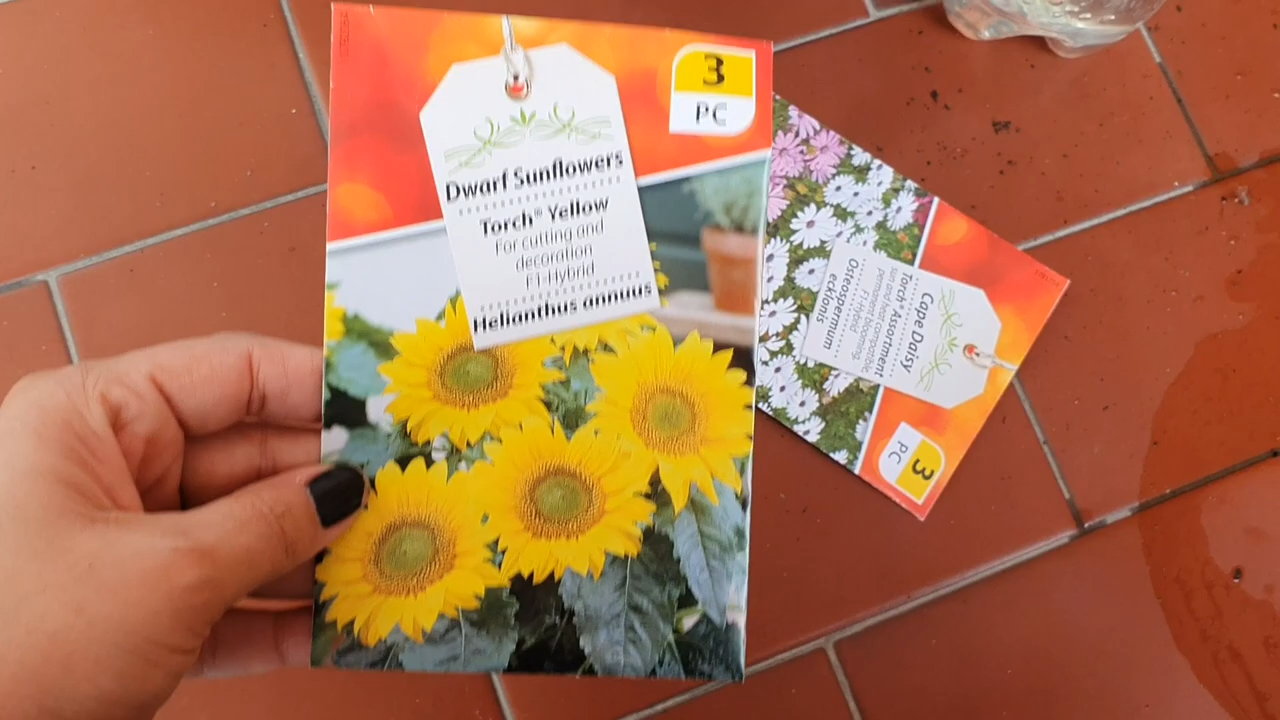 3
PC
Dwarf Sunflowers
Torch® Yellow
For cutting and
decoration
F1-Hybrid
Helianthus annuus
Cape Daisy
Torch® Assortment
sun and heat compatible,
permanent blooming,
F1-Hybrid
Osteospermum
ecklonis
3
PC